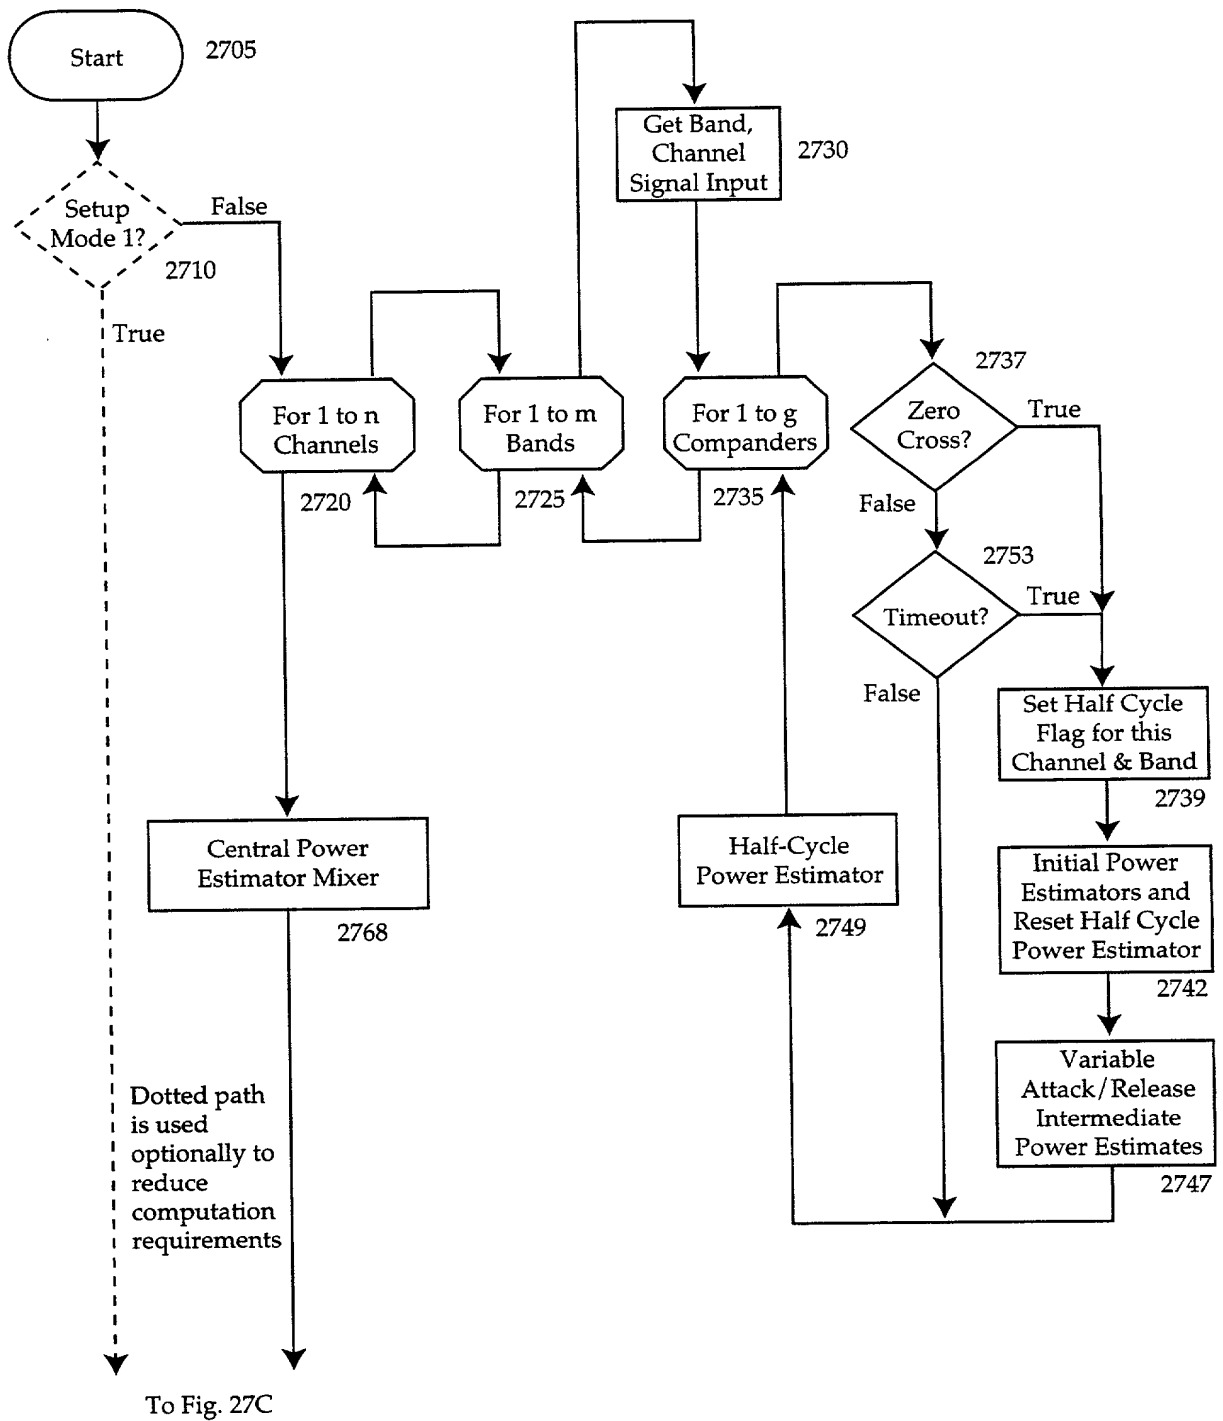 Start
2705
Setup
Mode 1?
False
2710
True
Get Band,
Channel
Signal Input
2730
For 1 to n
Channels
2720
For 1 to m
Bands
2725
For 1 to g
Companders
2735
2737
Zero
Cross?
True
False
2753
Timeout?
True
False
Set Half Cycle
Flag for this
Channel & Band
2739
Initial Power
Estimators and
Reset Half Cycle
Power Estimator
2742
Variable
Attack/Release
Intermediate
Power Estimates
2747
Half-Cycle
Power Estimator
2749
Central Power
Estimator Mixer
2768
Dotted path
is used
optionally to
reduce
computation
requirements
To Fig. 27C